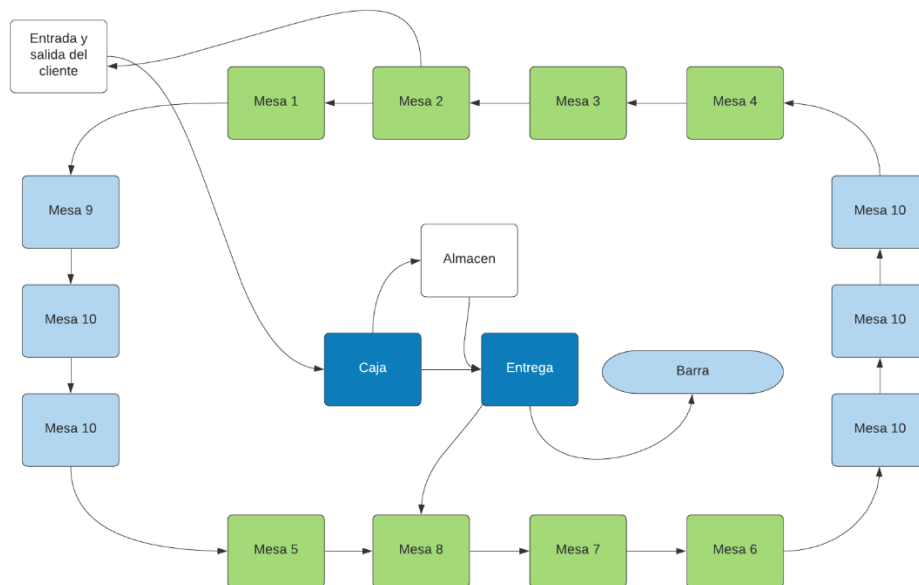 Entrada y
salida del
cliente
Mesa 1
Mesa 2
Mesa 3
Mesa 4
Mesa 9
Mesa 10
Almacen
Mesa 10
Mesa 10
Caja
Entrega
Barra
Mesa 10
Mesa 10
Mesa 5
Mesa 8
Mesa 7
Mesa 6